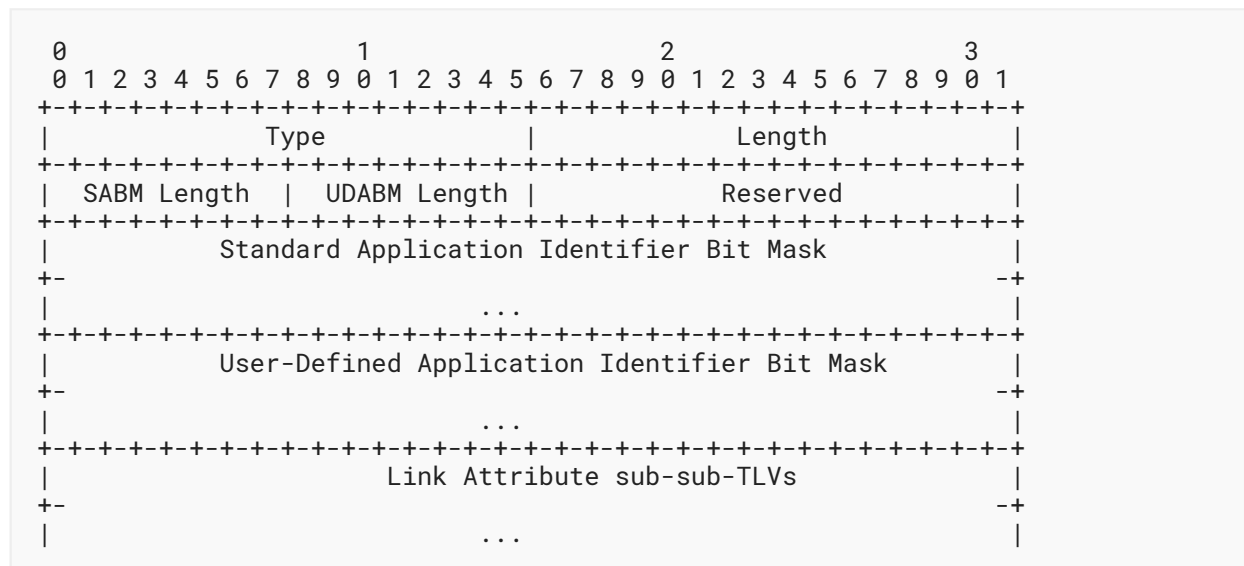 0                   1                   2                   3
 0 1 2 3 4 5 6 7 8 9 0 1 2 3 4 5 6 7 8 9 0 1 2 3 4 5 6 7 8 9 0 1
+-+-+-+-+-+-+-+-+-+-+-+-+-+-+-+-+-+-+-+-+-+-+-+-+-+-+-+-+-+-+-+-+
|              Type             |             Length            |
+-+-+-+-+-+-+-+-+-+-+-+-+-+-+-+-+-+-+-+-+-+-+-+-+-+-+-+-+-+-+-+-+
|  SABM Length  |  UDABM Length |            Reserved           |
+-+-+-+-+-+-+-+-+-+-+-+-+-+-+-+-+-+-+-+-+-+-+-+-+-+-+-+-+-+-+-+-+
|           Standard Application Identifier Bit Mask            |
+-                                                             -+
|                            ...                                |
+-+-+-+-+-+-+-+-+-+-+-+-+-+-+-+-+-+-+-+-+-+-+-+-+-+-+-+-+-+-+-+-+
|           User-Defined Application Identifier Bit Mask        |
+-                                                             -+
|                            ...                                |
+-+-+-+-+-+-+-+-+-+-+-+-+-+-+-+-+-+-+-+-+-+-+-+-+-+-+-+-+-+-+-+-+
|                      Link Attribute sub-sub-TLVs              |
+-                                                             -+
|                            ...                                |